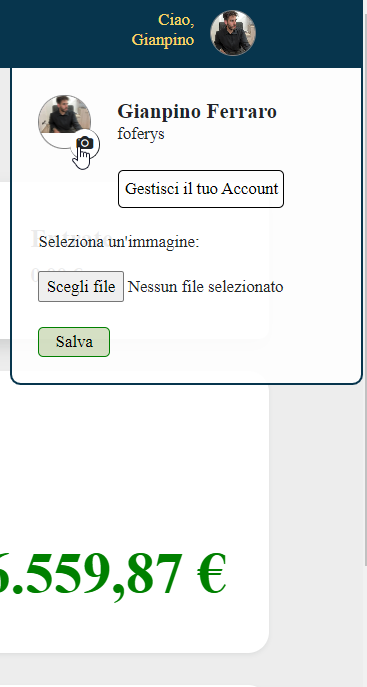 Ciao,
Gianpino
Gianpino Ferraro
foferys
Gestisci il tuo Account
Seleziona un'immagine:
Scegli file Nessun file selezionato
Salva
6.559,87 €